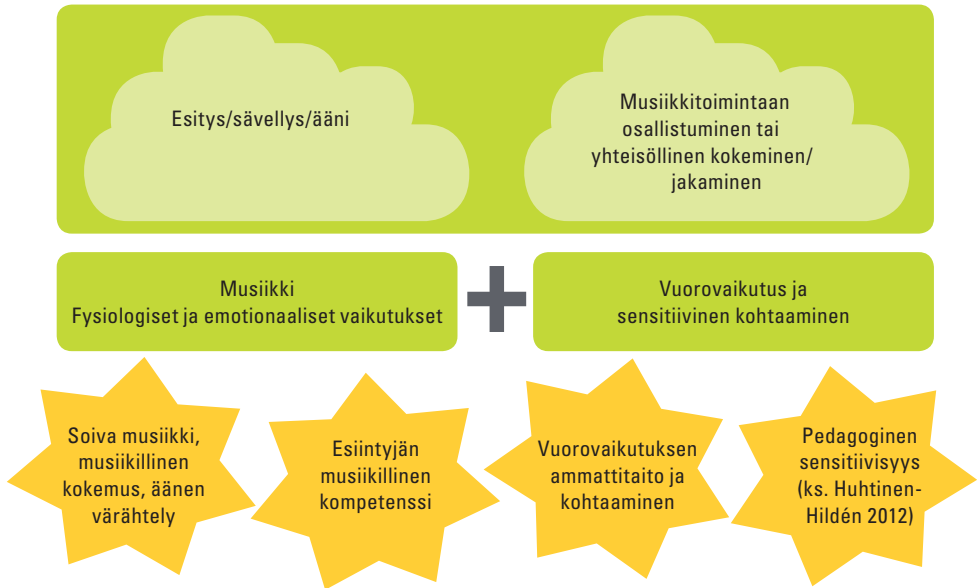 Esitys/sävellys/ääni
Musiikkitoimintaan
osallistuminen tai
yhteisöllinen kokeminen/
jakaminen
Musiikki
Fysiologiset ja emotionaaliset vaikutukset
Vuorovaikutus ja
sensitiivinen kohtaaminen
Soiva musiikki,
musiikillinen
kokemus, äänen
värähtely
Esiintyjän
musiikillinen
kompetenssi
Vuorovaikutuksen
ammattitaito ja
kohtaaminen
Pedagoginen
sensitiivisyys
(ks. Huhtinen-
Hildén 2012)